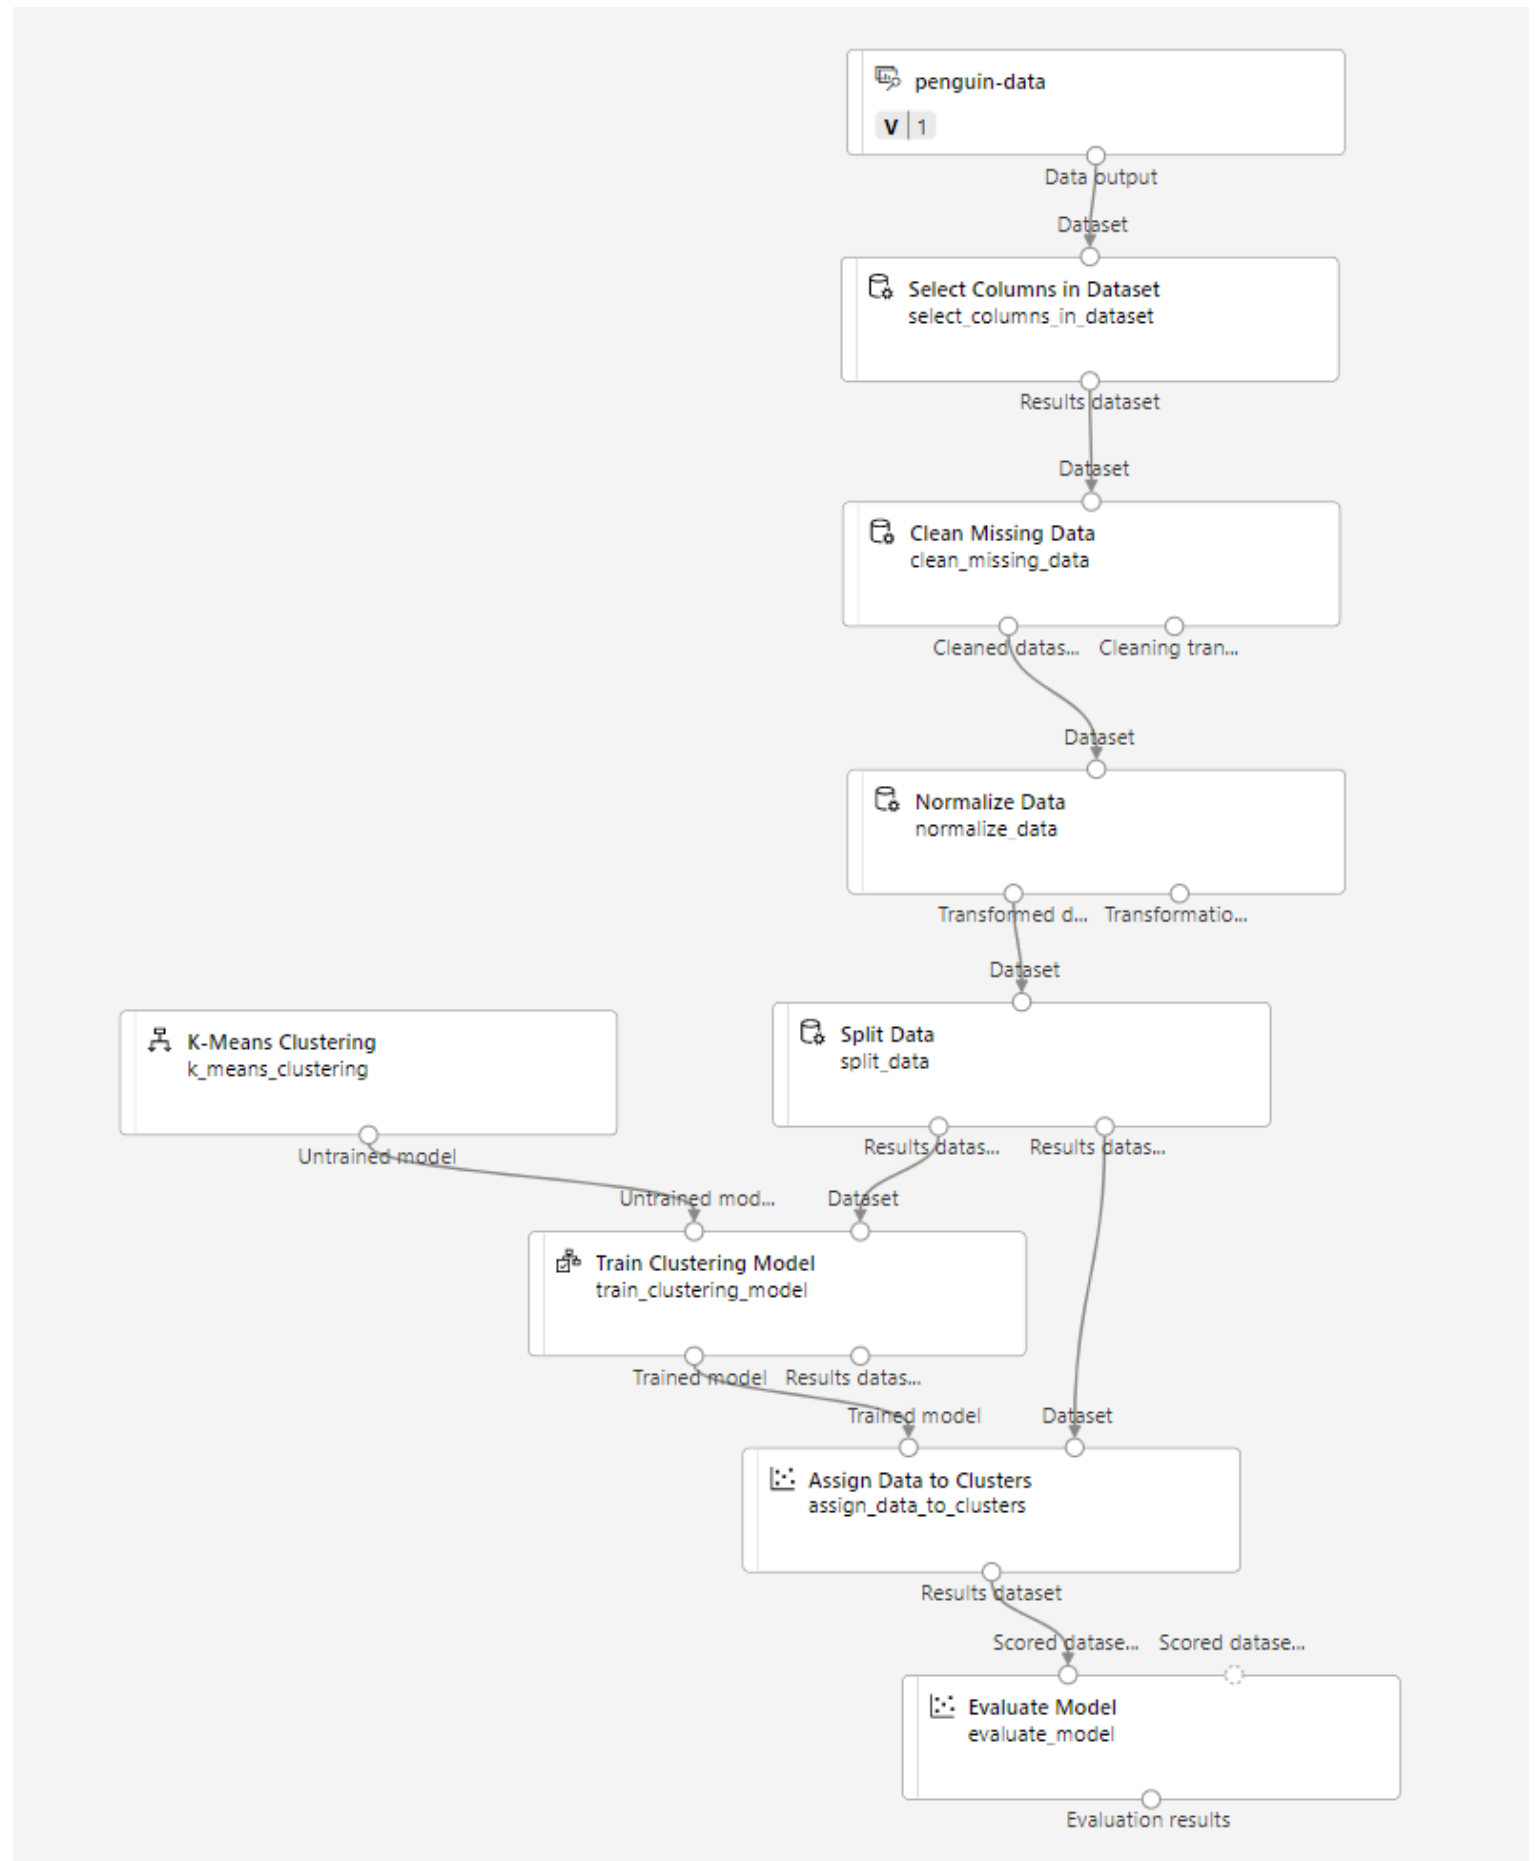 penguin-data
V 1
Data output
Dataset
Select Columns in Dataset
select_columns_in_dataset
Results dataset
Dataset
Clean Missing Data
clean_missing_data
Cleaned datas... Cleaning tran...
Dataset
Normalize Data
normalize_data
Transformed d... Transformatio...
Dataset
K-Means Clustering
k_means_clustering
Untrained model
Split Data
split_data
Results datas... Results datas...
Untrained mod... Dataset
Train Clustering Model
train_clustering_model
Trained model Results datas...
Trained model Dataset
Assign Data to Clusters
assign_data_to_clusters
Results dataset
Scored datase... Scored datase...
Evaluate Model
evaluate_model
Evaluation results